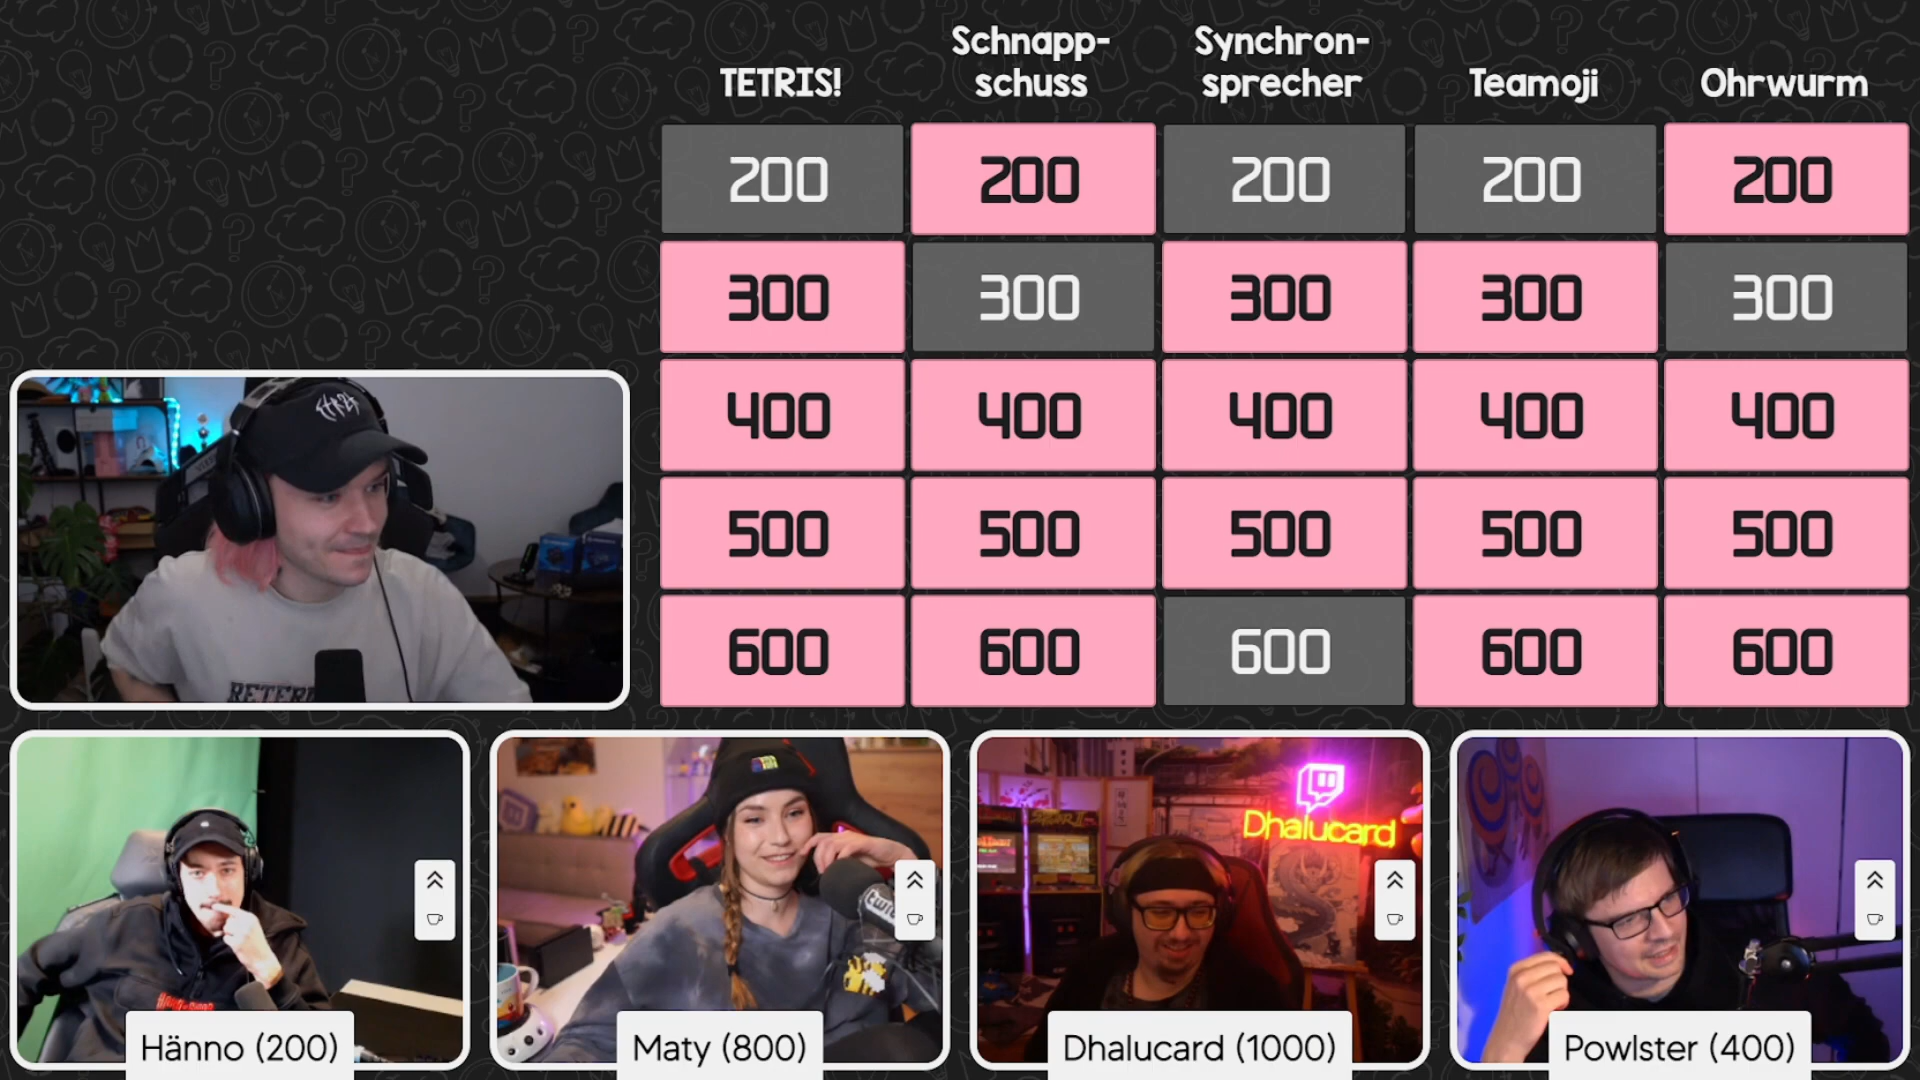 TETRIS!
Schnapp-
schuss
Synchron-
sprecher
Teamoji
Ohrwurm
200 200 200 200 200
300 300 300 300 300
400 400 400 400 400
500 500 500 500 500
600 600 600 600 600
Dhalucard
Hänno (200)
Maty (800)
Dhalucard (1000)
Powlster (400)